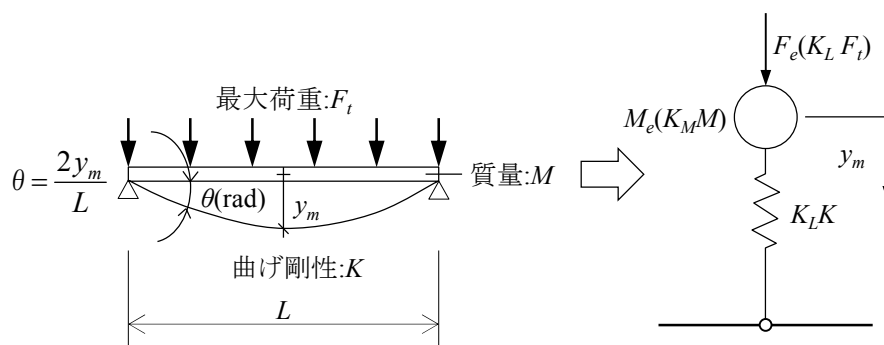 最大荷重:F_t
θ = 2y_m / L
θ(rad)
y_m
質量:M
曲げ剛性:K
L
F_e(K_L F_t)
M_e(K_M M)
y_m
K_L K